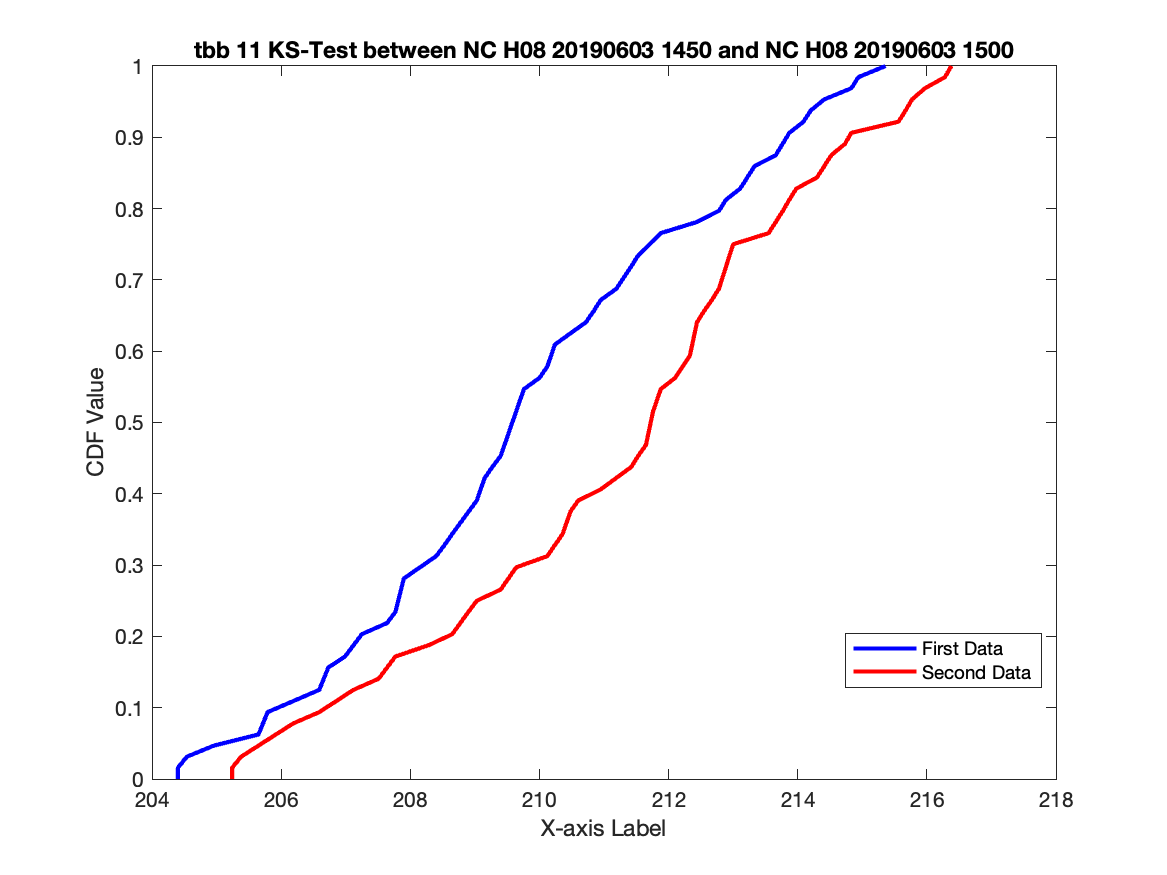 tbb 11 KS-Test between NC H08 20190603 1450 and NC H08 20190603 1500
1
0.9
0.8
0.7
0.6
0.5
0.4
0.3
0.2
0.1
0
CDF Value
First Data
Second Data
204 206 208 210 212 214 216 218
X-axis Label